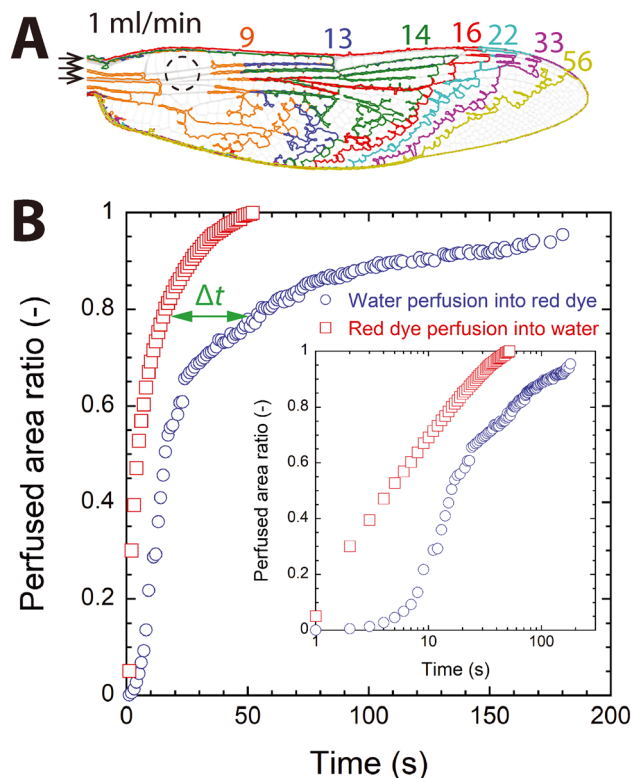 A
1 ml/min
9
13
14
16
22
33
56
B
Perfused area ratio (-)
1
0.8
0.6
0.4
0.2
0
Δt
Water perfusion into red dye
Red dye perfusion into water
Perfused area ratio (-)
1
0.8
0.6
0.4
0.2
0
1
10
100
Time (s)
0
50
100
150
200
Time (s)